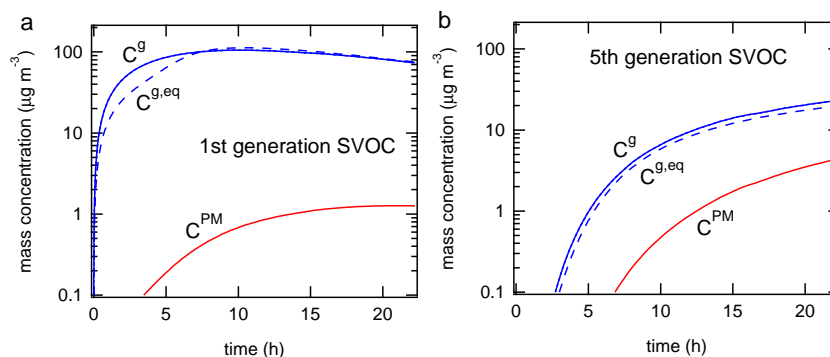 a
mass concentration (µg m⁻³)
100
10
1
0.1
C^g
C^g,eq
1st generation SVOC
C^PM
0
5
10
15
20
time (h)
b
mass concentration (µg m⁻³)
100
10
1
0.1
5th generation SVOC
C^g
C^g,eq
C^PM
0
5
10
15
20
time (h)